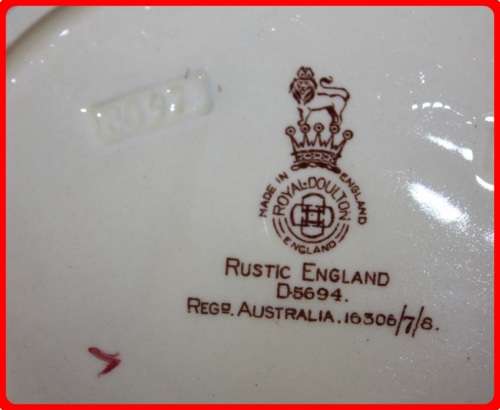 MADE IN ENGLAND
ROYAL·DOULTON
ENGLAND
RUSTIC ENGLAND
D·5694.
REGD. AUSTRALIA.16306/7/8.